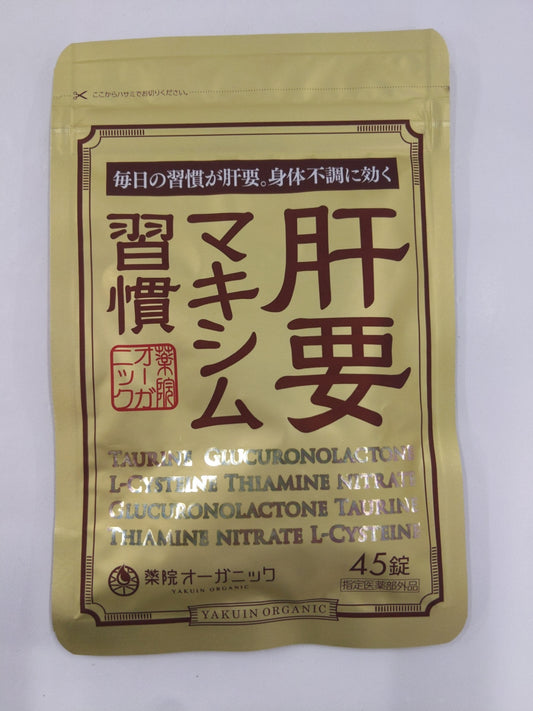 ここからハサミでお切りください。
毎日の習慣が肝要。身体不調に効く
肝要
マキシム
習慣
薬院
オーガ
ニック
TAURINE GLUCURONOLACTONE
L-CYSTEINE THIAMINE NITRATE
GLUCURONOLACTONE TAURINE
THIAMINE NITRATE L-CYSTEINE
薬院オーガニック
YAKUIN ORGANIC
45錠
指定医薬部外品
YAKUIN ORGANIC